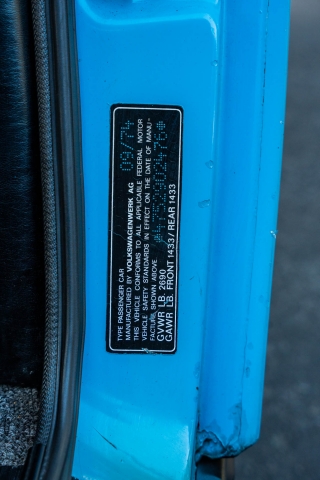 TYPE PASSENGER CAR 09/74
MANUFACTURED BY VOLKSWAGENWERK AG
THIS VEHICLE CONFORMS TO ALL APPLICABLE FEDERAL MOTOR
VEHICLE SAFETY STANDARDS IN EFFECT ON THE DATE OF MANU-
FACTURE SHOWN ABOVE.
GVWR LB. 2690
GAWR LB. FRONT 1433/REAR 1433